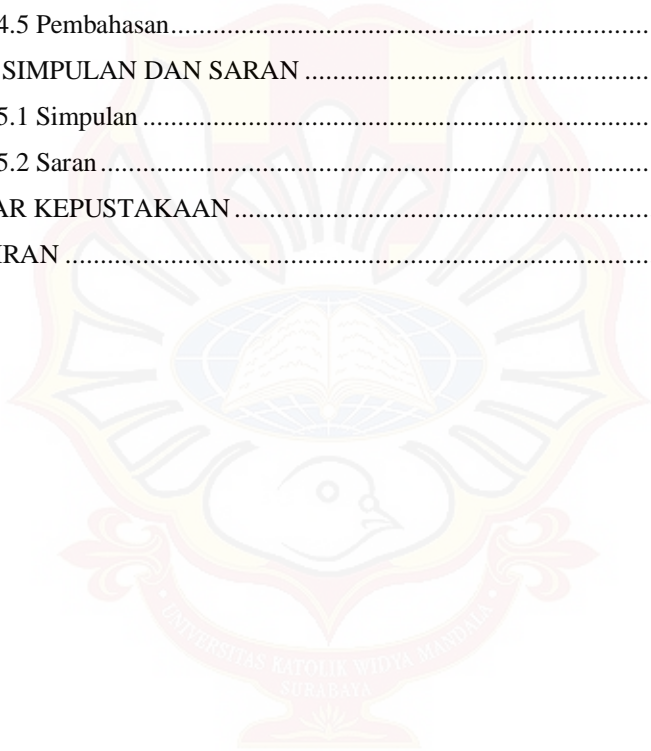 4.5 Pembahasan..............................................................................
SIMPULAN DAN SARAN ......................................................
5.1 Simpulan ..................................................................................
5.2 Saran.........................................................................................
AR KEPUSTAKAAN....................................................................
IRAN ...............................................................................................
UNIVERSITAS KATOLIK WIDYA MANDALA
SURABAYA